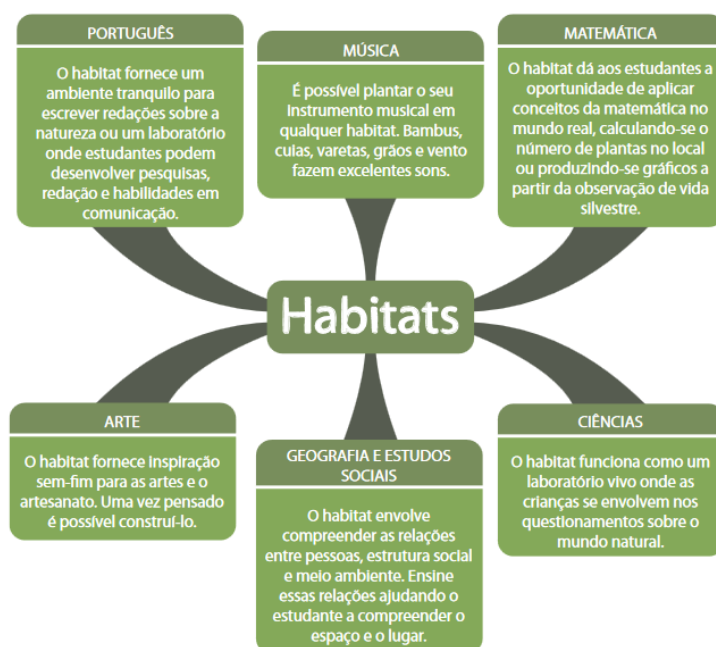 PORTUGUÊS
O habitat fornece um
ambiente tranquilo para
escrever redações sobre a
natureza ou um laboratório
onde estudantes podem
desenvolver pesquisas,
redação e habilidades em
comunicação.
MÚSICA
É possível plantar o seu
instrumento musical em
qualquer habitat. Bambus,
culas, varetas, grãos e vento
fazem excelentes sons.
MATEMÁTICA
O habitat dá aos estudantes a
oportunidade de aplicar
conceitos da matemática no
mundo real, calculando-se o
número de plantas no local
ou produzindo-se gráficos a
partir da observação de vida
silvestre.
Habitats
ARTE
O habitat fornece inspiração
sem-fim para as artes e o
artesanato. Uma vez pensado
é possível construí-lo.
GEOGRAFIA E ESTUDOS
SOCIAIS
O habitat envolve
compreender as relações
entre pessoas, estrutura social
e meio ambiente. Ensine
essas relações ajudando o
estudante a compreender o
espaço e o lugar.
CIÊNCIAS
O habitat funciona como um
laboratório vivo onde as
crianças se envolvem nos
questionamentos sobre o
mundo natural.